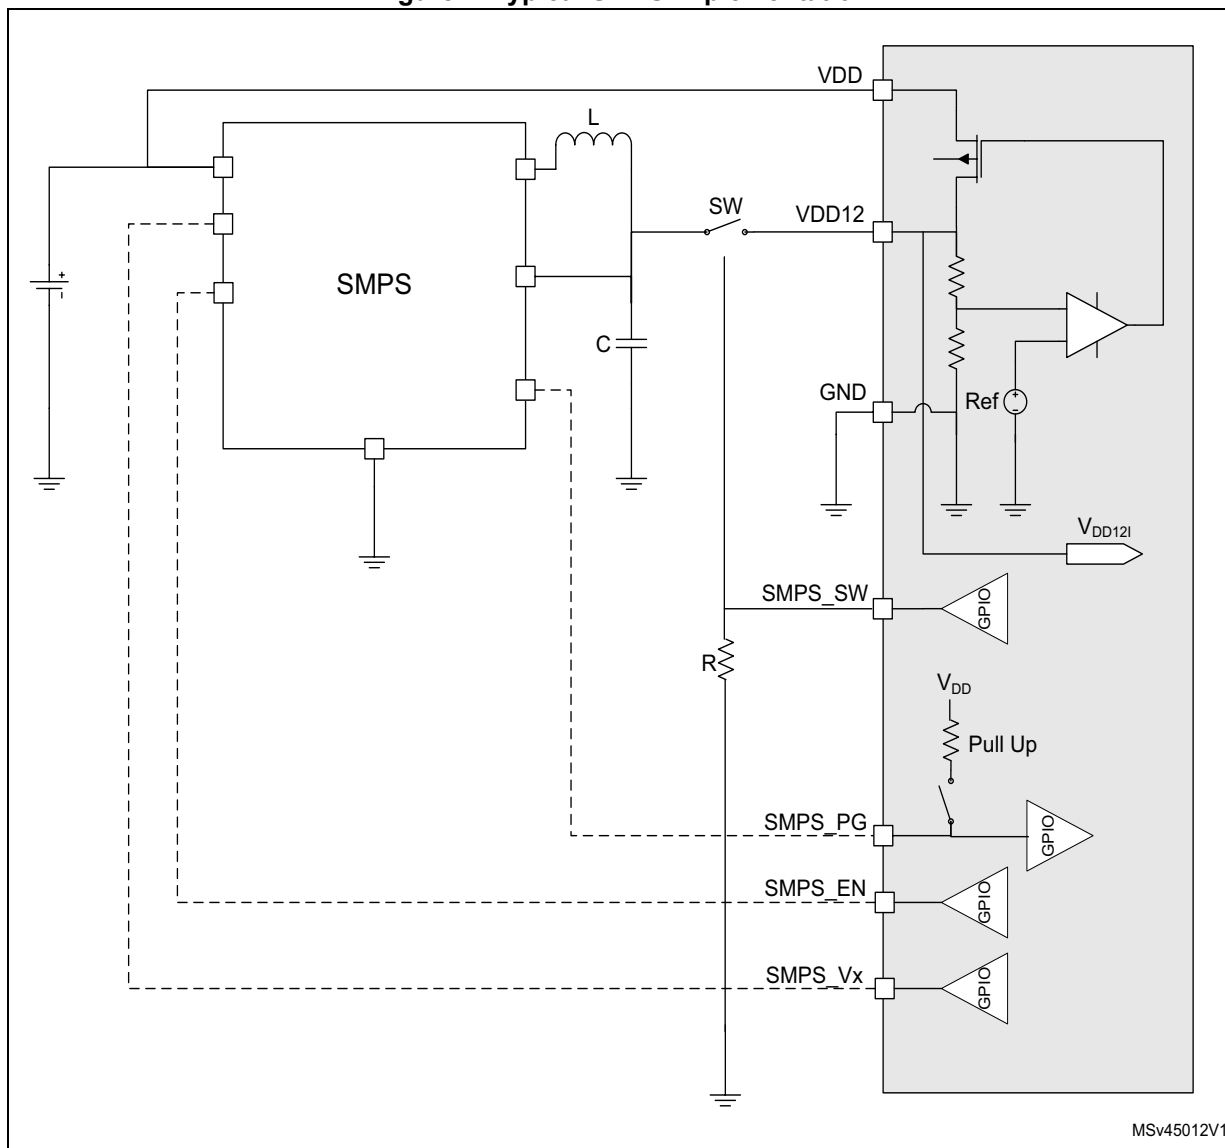 VDD
L
SW
VDD12
SMPS
C
GND
Ref
V_DD12I
SMPS_SW
GPIO
R
V_DD
Pull Up
SMPS_PG
GPIO
SMPS_EN
GPIO
SMPS_Vx
GPIO
MSv45012V1